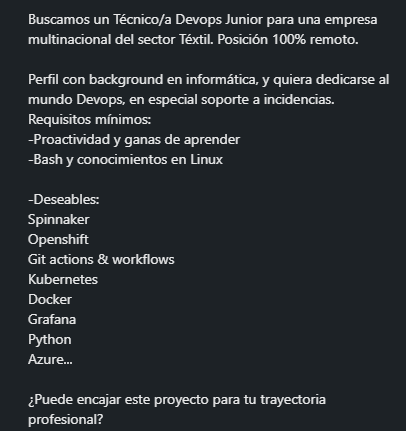 Buscamos un Técnico/a Devops Junior para una empresa
multinacional del sector Téxtil. Posición 100% remoto.
Perfil con background en informática, y quiera dedicarse al
mundo Devops, en especial soporte a incidencias.
Requisitos mínimos:
-Proactividad y ganas de aprender
-Bash y conocimientos en Linux
-Deseables:
Spinnaker
Openshift
Git actions & workflows
Kubernetes
Docker
Grafana
Python
Azure...
¿Puede encajar este proyecto para tu trayectoria
profesional?